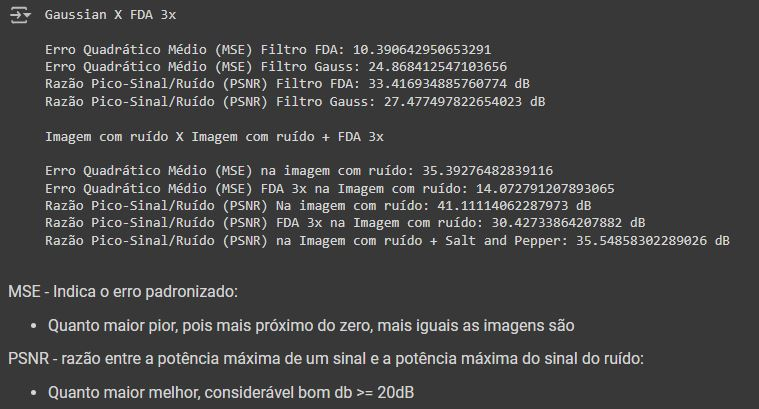 Gaussian X FDA 3x
Erro Quadrático Médio (MSE) Filtro FDA: 10.390642950653291
Erro Quadrático Médio (MSE) Filtro Gauss: 24.868412547103656
Razão Pico-Sinal/Ruído (PSNR) Filtro FDA: 33.416934885760774 dB
Razão Pico-Sinal/Ruído (PSNR) Filtro Gauss: 27.477497822654023 dB
Imagem com ruído X Imagem com ruído + FDA 3x
Erro Quadrático Médio (MSE) na imagem com ruído: 35.39276482839116
Erro Quadrático Médio (MSE) FDA 3x na Imagem com ruído: 14.072791207893065
Razão Pico-Sinal/Ruído (PSNR) Na imagem com ruído: 41.11114062287973 dB
Razão Pico-Sinal/Ruído (PSNR) FDA 3x na Imagem com ruído: 30.42733864207882 dB
Razão Pico-Sinal/Ruído (PSNR) na Imagem com ruído + Salt and Pepper: 35.54858302289026 dB
MSE - Indica o erro padronizado:
• Quanto maior pior, pois mais próximo do zero, mais iguais as imagens são
PSNR - razão entre a potência máxima de um sinal e a potência máxima do sinal do ruído:
• Quanto maior melhor, considerável bom db >= 20dB